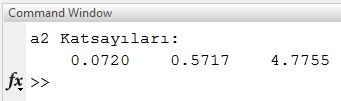 Command Window
a2 Katsayıları:
0.0720 0.5717 4.7755
fx >>